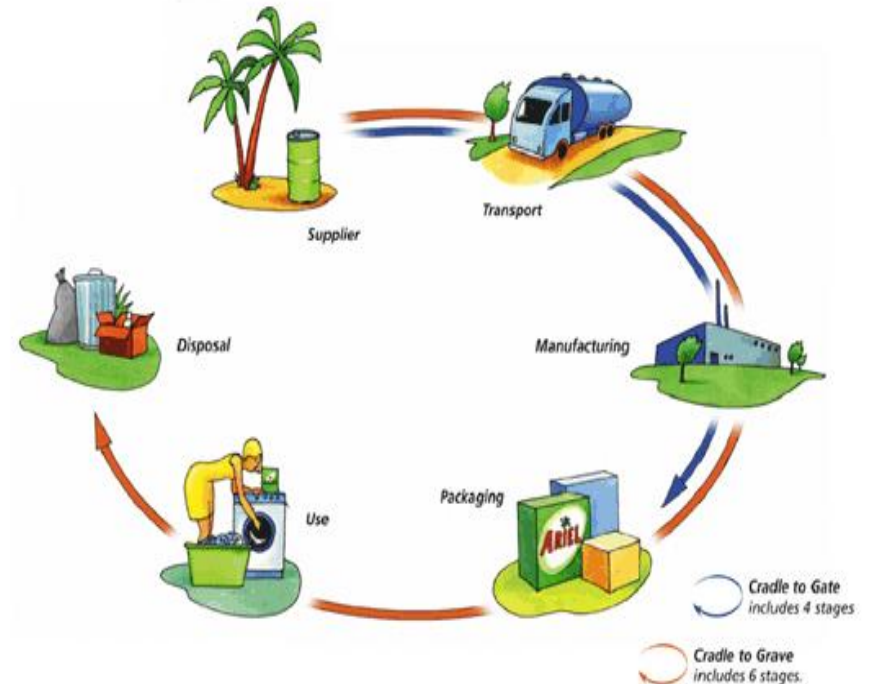 Supplier
Transport
Disposal
Manufacturing
Use
Packaging
ARIEL
Cradle to Gate
includes 4 stages
Cradle to Grave
includes 6 stages.